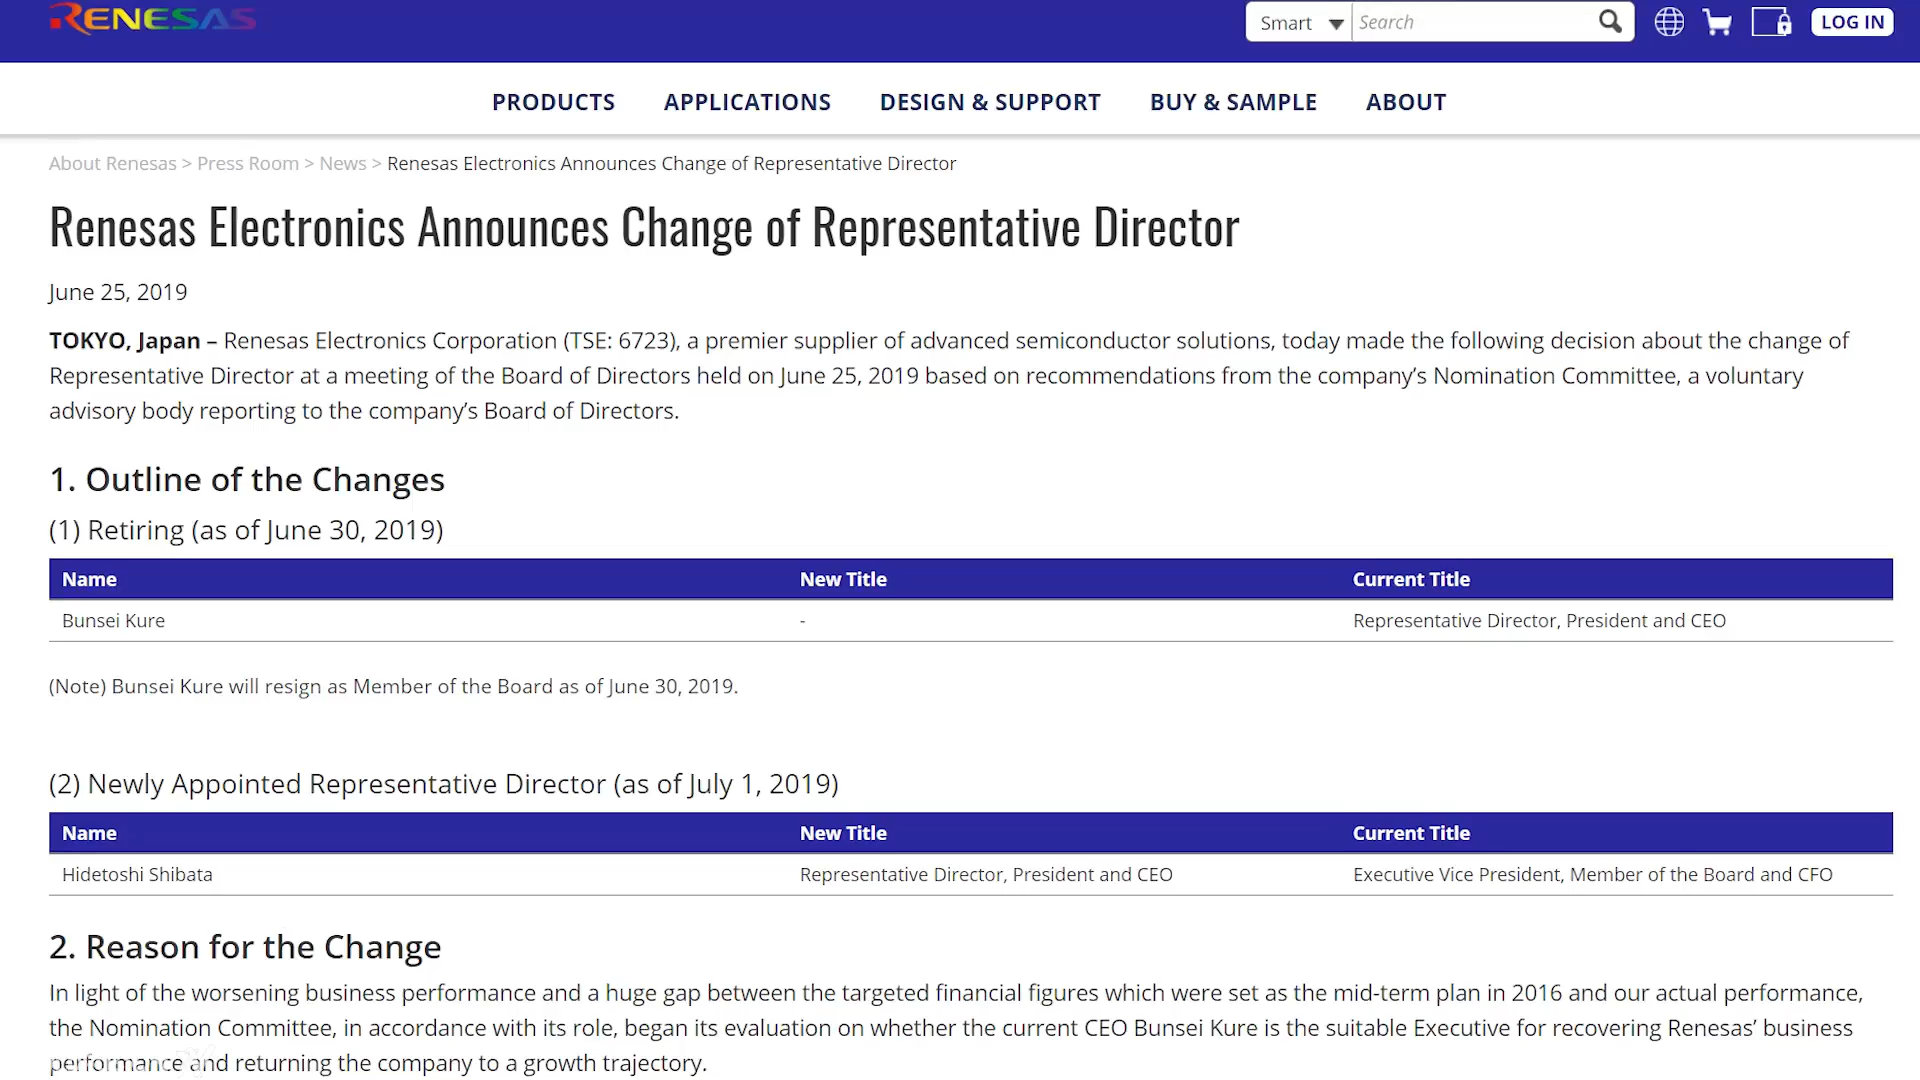 RENESAS
Smart Search LOG IN
PRODUCTS APPLICATIONS DESIGN & SUPPORT BUY & SAMPLE ABOUT
About Renesas > Press Room > News > Renesas Electronics Announces Change of Representative Director
Renesas Electronics Announces Change of Representative Director
June 25, 2019
TOKYO, Japan – Renesas Electronics Corporation (TSE: 6723), a premier supplier of advanced semiconductor solutions, today made the following decision about the change of
Representative Director at a meeting of the Board of Directors held on June 25, 2019 based on recommendations from the company’s Nomination Committee, a voluntary
advisory body reporting to the company’s Board of Directors.
1. Outline of the Changes
(1) Retiring (as of June 30, 2019)
Name New Title Current Title
Bunsei Kure - Representative Director, President and CEO
(Note) Bunsei Kure will resign as Member of the Board as of June 30, 2019.
(2) Newly Appointed Representative Director (as of July 1, 2019)
Name New Title Current Title
Hidetoshi Shibata Representative Director, President and CEO Executive Vice President, Member of the Board and CFO
2. Reason for the Change
In light of the worsening business performance and a huge gap between the targeted financial figures which were set as the mid-term plan in 2016 and our actual performance,
the Nomination Committee, in accordance with its role, began its evaluation on whether the current CEO Bunsei Kure is the suitable Executive for recovering Renesas’ business
performance and returning the company to a growth trajectory.